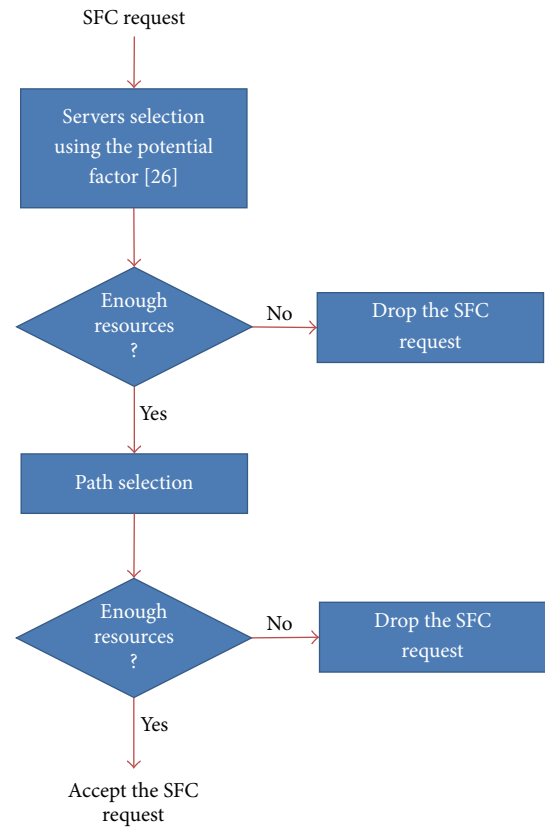 SFC request
Servers selection
using the potential
factor [26]
Enough
resources
?
No
Drop the SFC
request
Yes
Path selection
Enough
resources
?
No
Drop the SFC
request
Yes
Accept the SFC
request